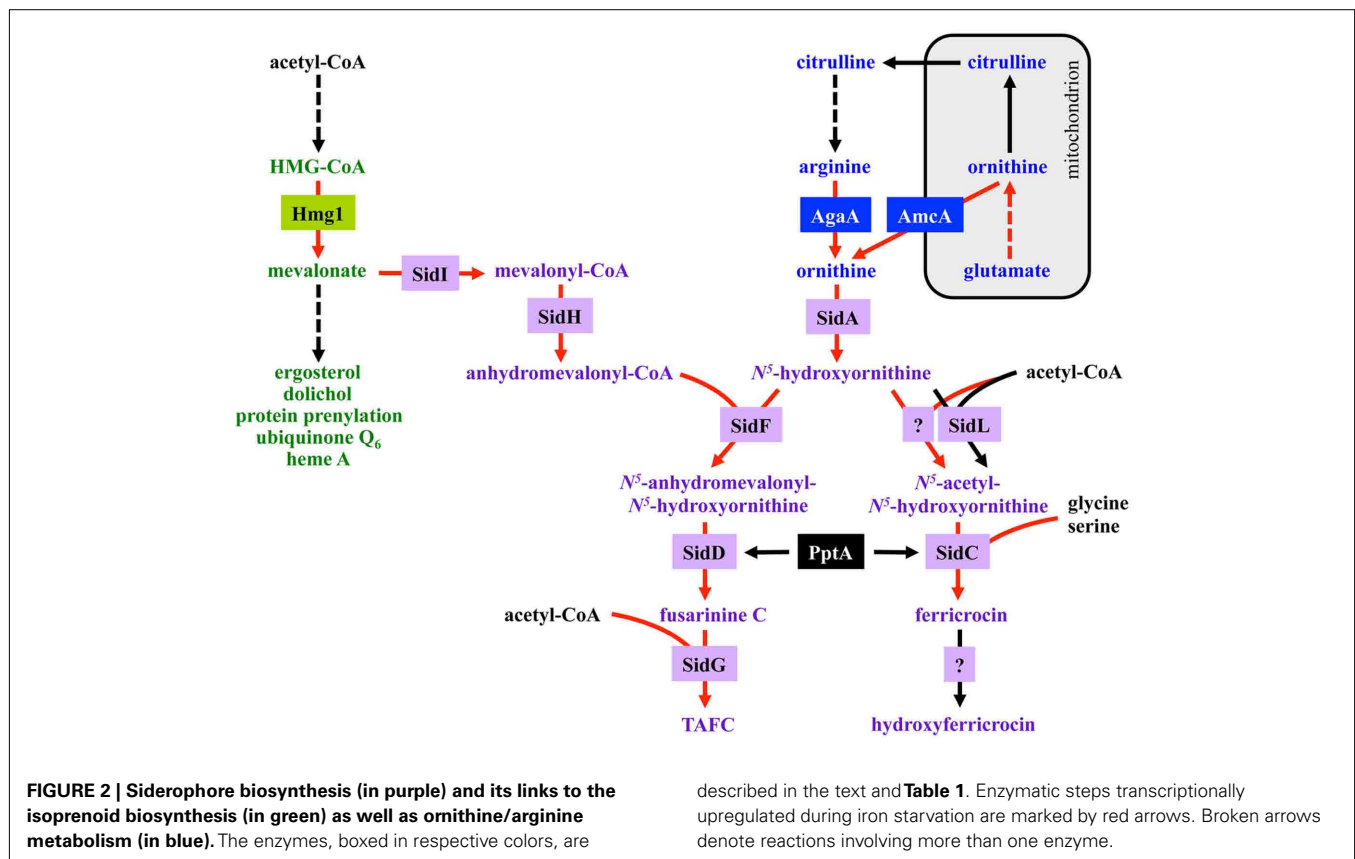 acetyl-CoA
citrulline
citrulline
mitochondrion
HMG-CoA
arginine
ornithine
Hmg1
AgaA
AmcA
mevalonate
SidI
mevalonyl-CoA
ornithine
glutamate
SidH
SidA
ergosterol
dolichol
protein prenylation
ubiquinone Q6
heme A
anhydromevalonyl-CoA
N5-hydroxyornithine
acetyl-CoA
SidF
?
SidL
N5-anhydromevalonyl-
N5-hydroxyornithine
N5-acetyl-
N5-hydroxyornithine
glycine
serine
SidD
PptA
SidC
acetyl-CoA
fusarinine C
ferricrocin
SidG
?
TAFC
hydroxyferricrocin
FIGURE 2 | Siderophore biosynthesis (in purple) and its links to the
isoprenoid biosynthesis (in green) as well as ornithine/arginine
metabolism (in blue). The enzymes, boxed in respective colors, are
described in the text and Table 1. Enzymatic steps transcriptionally
upregulated during iron starvation are marked by red arrows. Broken arrows
denote reactions involving more than one enzyme.